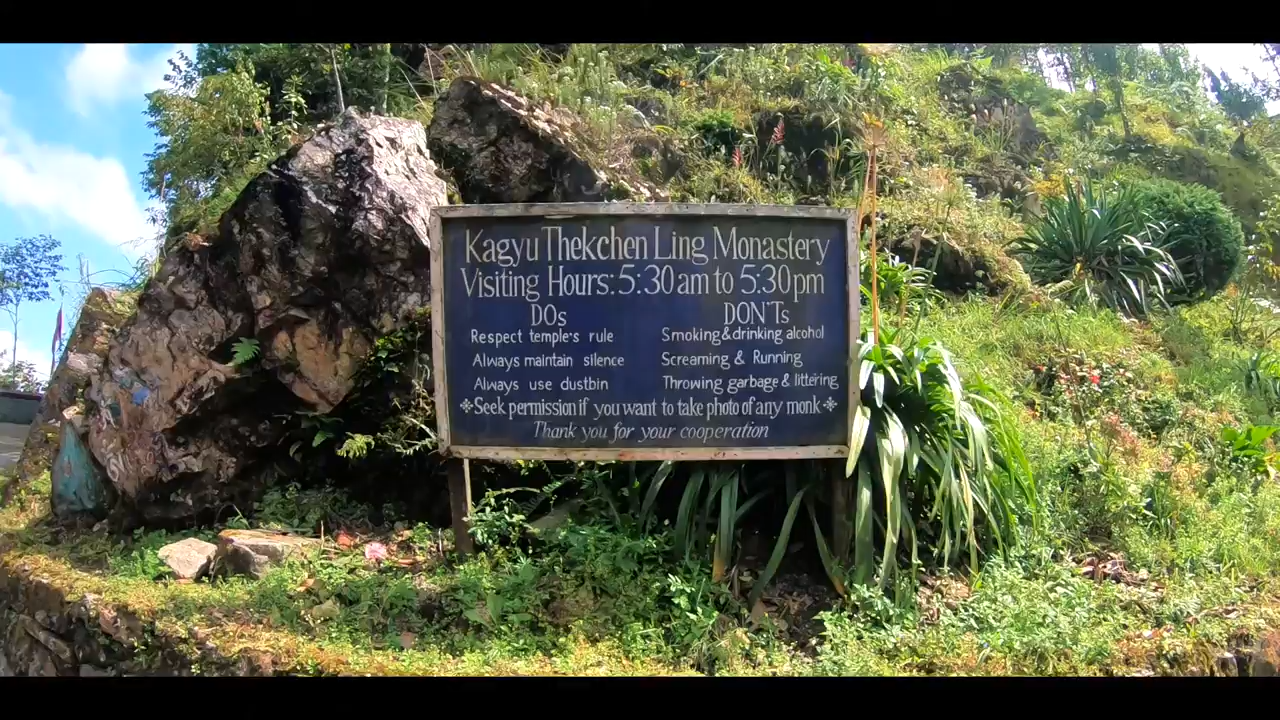 Kagyu Thekchen Ling Monastery
Visiting Hours: 5:30 am to 5:30 pm
DOs DON'Ts
Respect temple's rule Smoking & drinking alcohol
Always maintain silence Screaming & Running
Always use dustbin Throwing garbage & littering
❉Seek permission if you want to take photo of any monk❉
Thank you for your cooperation